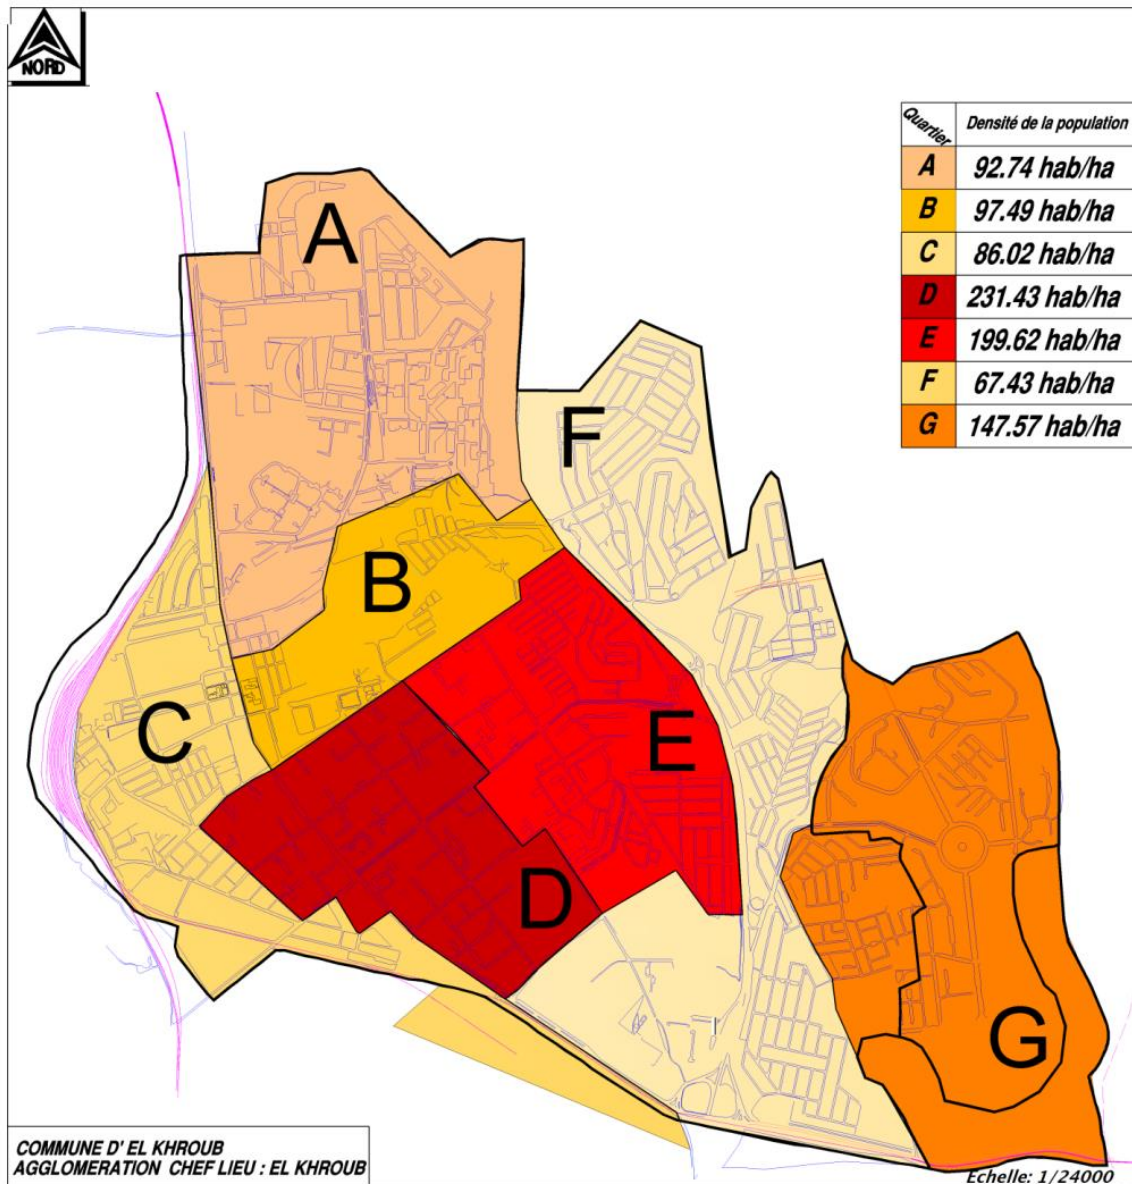 NORD
Quartier Densité de la population
A 92.74 hab/ha
B 97.49 hab/ha
C 86.02 hab/ha
D 231.43 hab/ha
E 199.62 hab/ha
F 67.43 hab/ha
G 147.57 hab/ha
A
F
B
C
E
D
G
COMMUNE D' EL KHROUB
AGGLOMERATION CHEF LIEU : EL KHROUB
Echelle: 1/24000